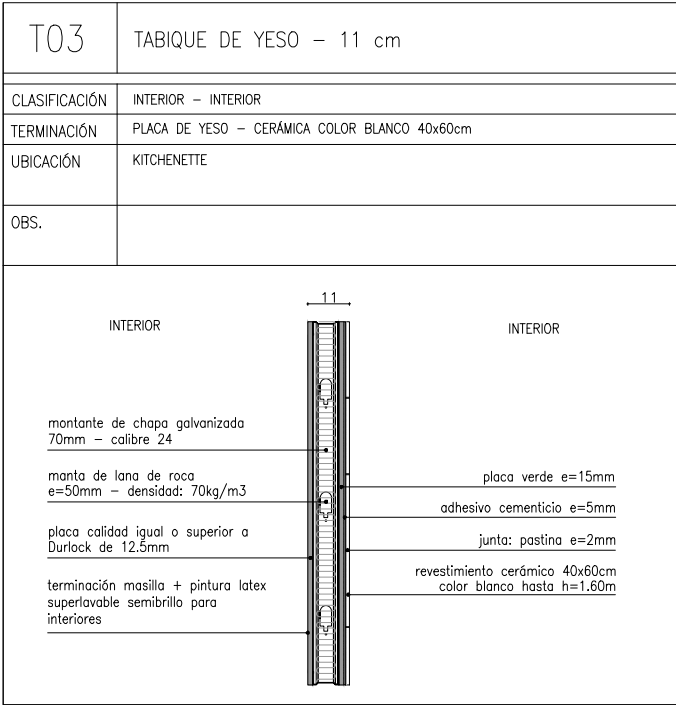 T03
TABIQUE DE YESO – 11 cm
CLASIFICACIÓN
INTERIOR – INTERIOR
TERMINACIÓN
PLACA DE YESO – CERÁMICA COLOR BLANCO 40x60cm
UBICACIÓN
KITCHENETTE
OBS.
11
INTERIOR
INTERIOR
montante de chapa galvanizada
70mm – calibre 24
manta de lana de roca
e=50mm – densidad: 70kg/m3
placa calidad igual o superior a
Durlock de 12.5mm
terminación masilla + pintura latex
superlavable semibrillo para
interiores
placa verde e=15mm
adhesivo cementicio e=5mm
junta: pastina e=2mm
revestimiento cerámico 40x60cm
color blanco hasta h=1.60m